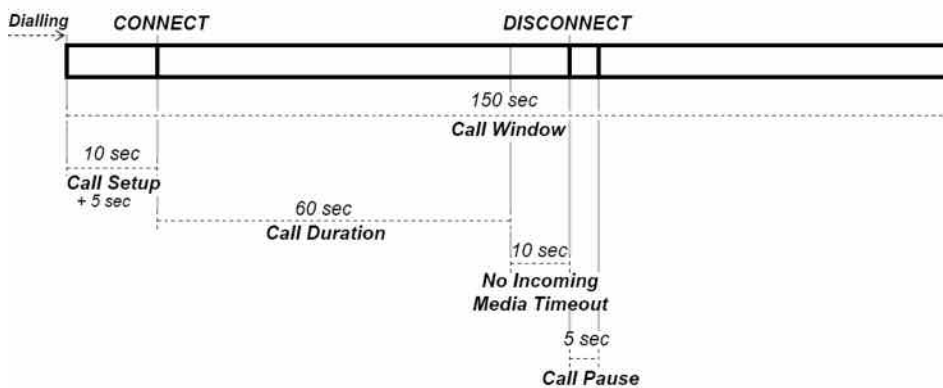 Dialling
CONNECT
DISCONNECT
150 sec
Call Window
10 sec
Call Setup
+ 5 sec
60 sec
Call Duration
10 sec
No Incoming
Media Timeout
5 sec
Call Pause